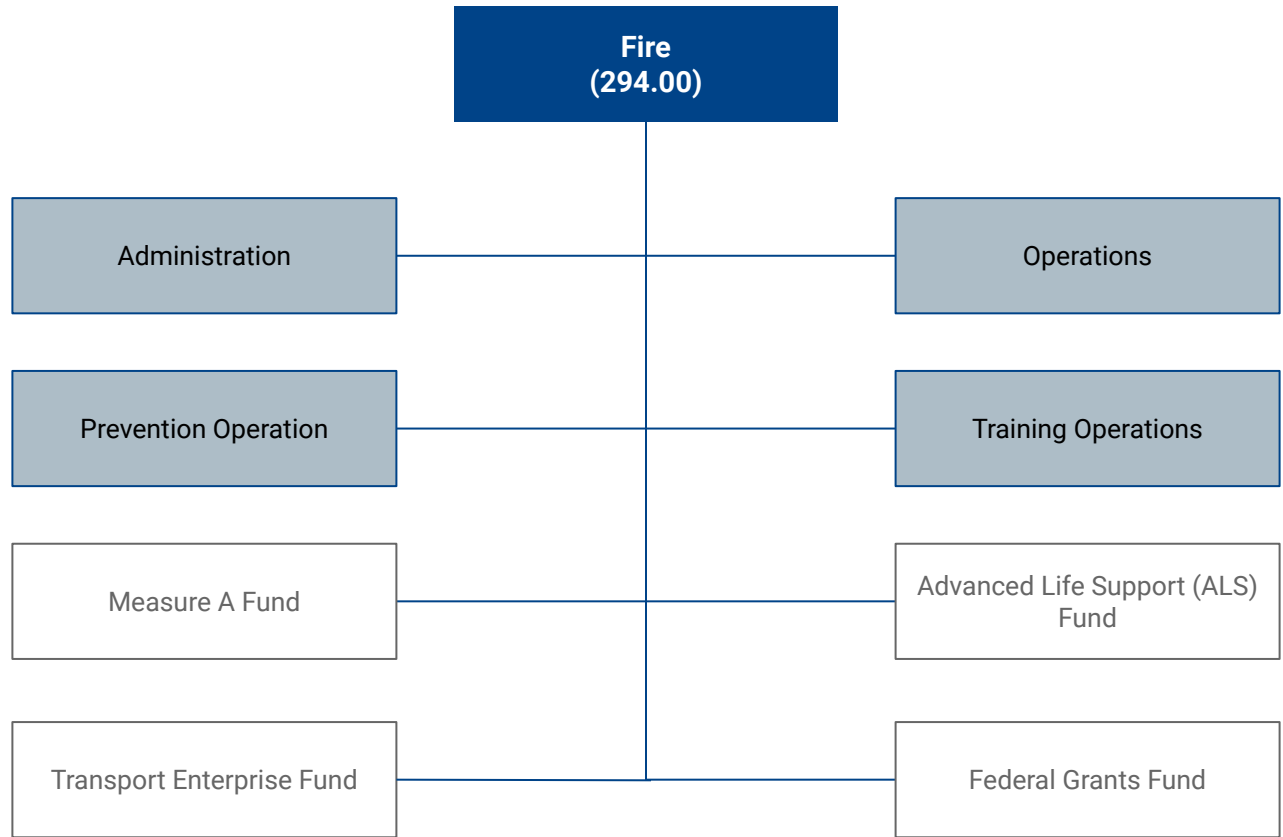 Fire
(294.00)
Administration
Operations
Prevention Operation
Training Operations
Measure A Fund
Advanced Life Support (ALS)
Fund
Transport Enterprise Fund
Federal Grants Fund